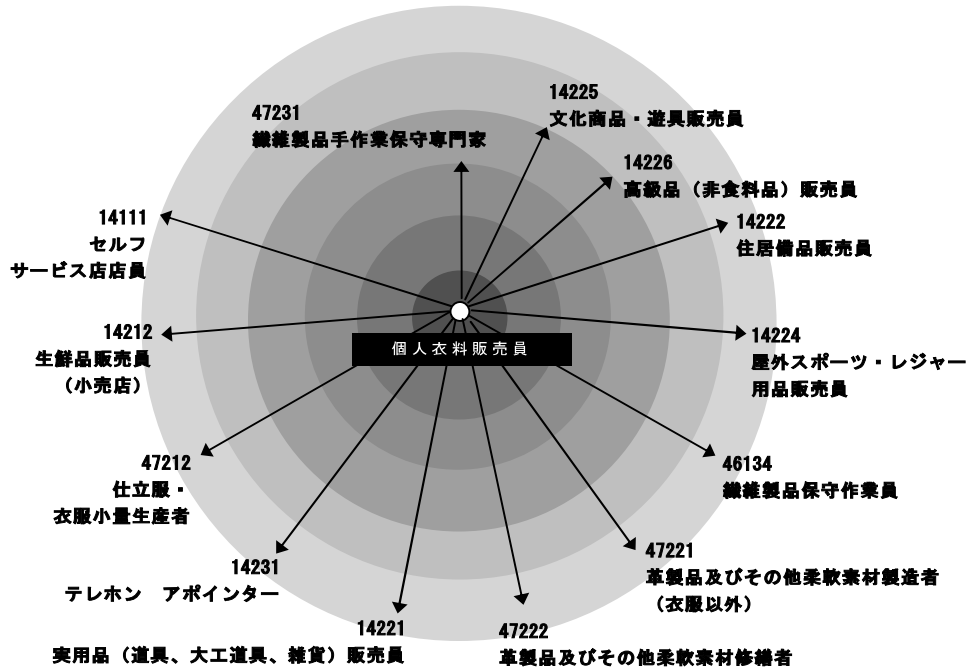 47231
繊維製品手作業保守専門家
14225
文化商品・遊具販売員
14226
高級品（非食料品）販売員
14222
住居備品販売員
14111
セルフ
サービス店店員
14212
生鮮品販売員
（小売店）
個人衣料販売員
14224
屋外スポーツ・レジャー
用品販売員
47212
仕立服・
衣服小量生産者
46134
繊維製品保守作業員
14231
テレホン　アポインター
47221
革製品及びその他柔軟素材製造者
（衣服以外）
14221
実用品（道具、大工道具、雑貨）販売員
47222
革製品及びその他柔軟素材修繕者